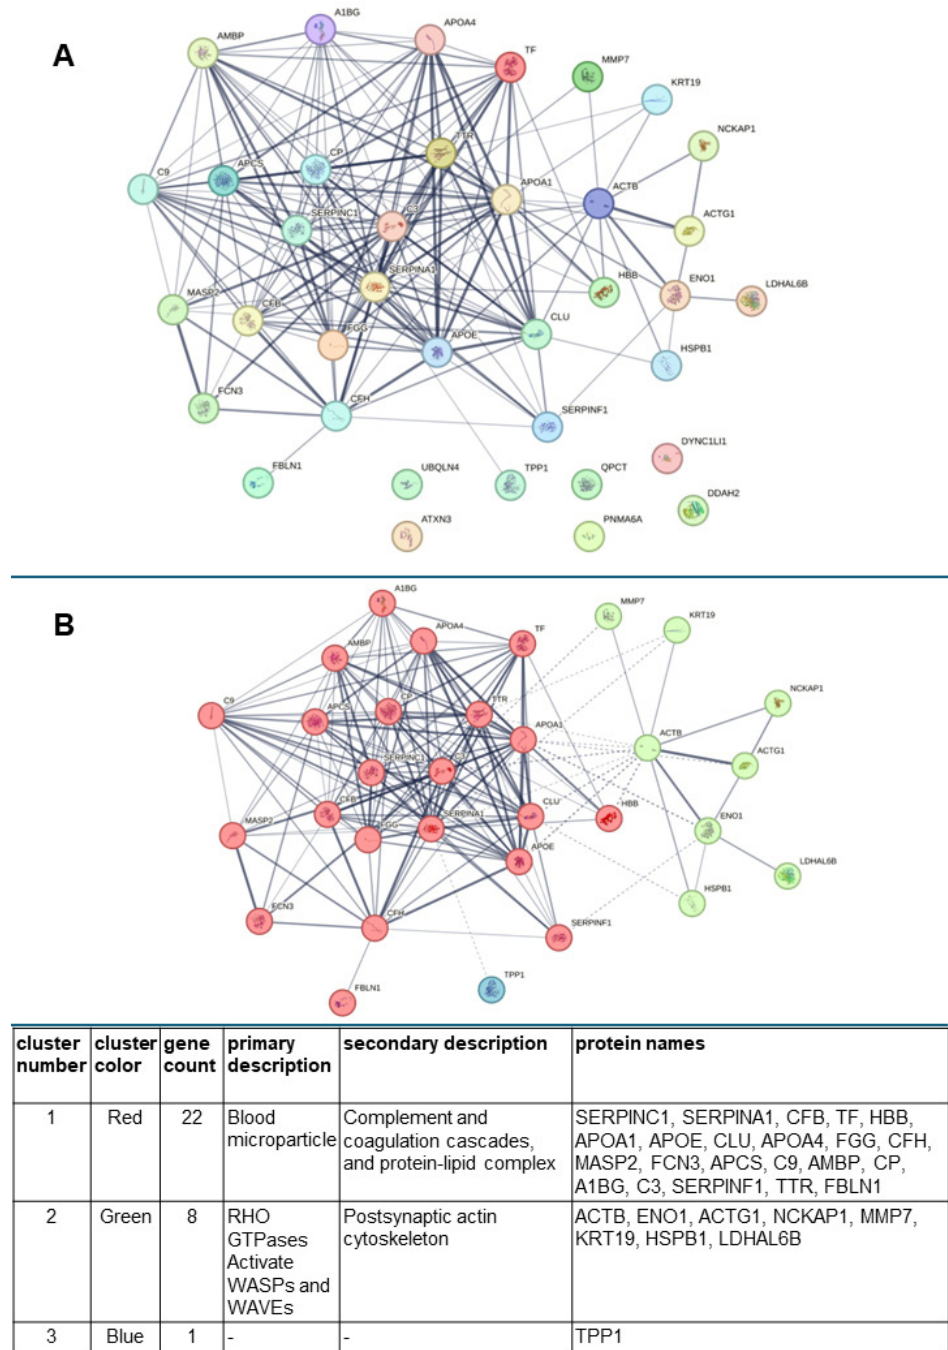 A
A1BG
APOA4
AMBP
TF
MMP7
KRT19
NCKAP1
TTR
CP
APCS
C9
APOA1
ACTB
SERPINC1
C3
ACTG1
SERPINA1
HBB
ENO1
LDHAL6B
MASP2
CFB
CLU
FGG
APOE
HSPB1
FCN3
CFH
SERPINF1
DYNC1LI1
FBLN1
UBQLN4
TPP1
QPCT
DDAH2
ATXN3
PNMA6A
B
A1BG
MMP7
KRT19
APOA4
TF
AMBP
NCKAP1
C9
CP
TTR
APCS
APOA1
ACTB
ACTG1
SERPINC1
C3
CFB
CLU
HBB
SERPINA1
MASP2
FGG
ENO1
APOE
LDHAL6B
HSPB1
FCN3
CFH
SERPINF1
TPP1
FBLN1
cluster number
cluster color
gene count
primary description
secondary description
protein names
1
Red
22
Blood
microparticle
Complement and
coagulation cascades,
and protein-lipid complex
SERPINC1, SERPINA1, CFB, TF, HBB,
APOA1, APOE, CLU, APOA4, FGG, CFH,
MASP2, FCN3, APCS, C9, AMBP, CP,
A1BG, C3, SERPINF1, TTR, FBLN1
2
Green
8
RHO
GTPases
Activate
WASPs and
WAVEs
Postsynaptic actin
cytoskeleton
ACTB, ENO1, ACTG1, NCKAP1, MMP7,
KRT19, HSPB1, LDHAL6B
3
Blue
1
-
-
TPP1